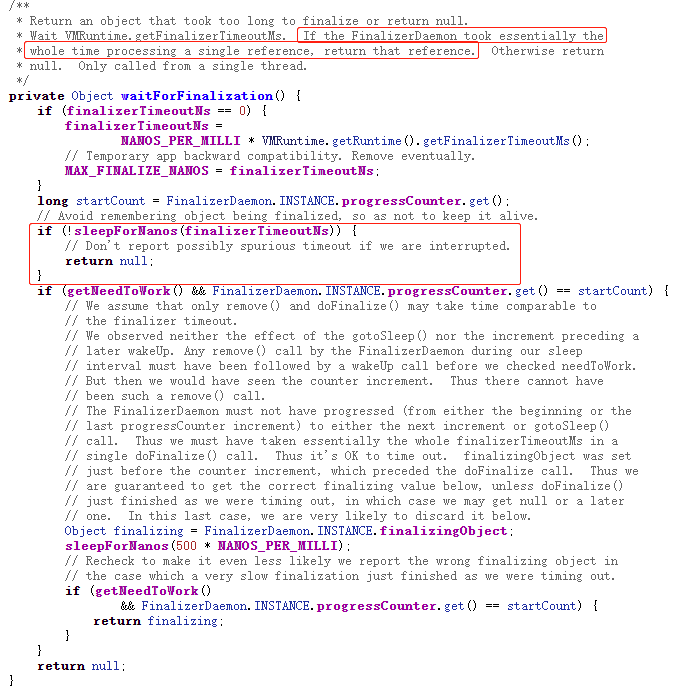 /**
 * Return an object that took too long to finalize or return null.
 * Wait VMRuntime.getFinalizerTimeoutMs.  If the FinalizerDaemon took essentially the
 * whole time processing a single reference, return that reference.  Otherwise return
 * null.  Only called from a single thread.
 */
private Object waitForFinalization() {
    if (finalizerTimeoutNs == 0) {
        finalizerTimeoutNs =
                NANOS_PER_MILLI * VMRuntime.getRuntime().getFinalizerTimeoutMs();
        // Temporary app backward compatibility. Remove eventually.
        MAX_FINALIZE_NANOS = finalizerTimeoutNs;
    }
    long startCount = FinalizerDaemon.INSTANCE.progressCounter.get();
    // Avoid remembering object being finalized, so as not to keep it alive.
    if (!sleepForNanos(finalizerTimeoutNs)) {
        // Don't report possibly spurious timeout if we are interrupted.
        return null;
    }
    if (getNeedToWork() && FinalizerDaemon.INSTANCE.progressCounter.get() == startCount) {
        // We assume that only remove() and doFinalize() may take time comparable to
        // the finalizer timeout.
        // We observed neither the effect of the gotoSleep() nor the increment preceding a
        // later wakeUp. Any remove() call by the FinalizerDaemon during our sleep
        // interval must have been followed by a wakeUp call before we checked needToWork.
        // But then we would have seen the counter increment.  Thus there cannot have
        // been such a remove() call.
        // The FinalizerDaemon must not have progressed (from either the beginning or the
        // last progressCounter increment) to either the next increment or gotoSleep()
        // call.  Thus we must have taken essentially the whole finalizerTimeoutMs in a
        // single doFinalize() call.  Thus it's OK to time out.  finalizingObject was set
        // just before the counter increment, which preceded the doFinalize call.  Thus we
        // are guaranteed to get the correct finalizing value below, unless doFinalize()
        // just finished as we were timing out, in which case we may get null or a later
        // one.  In this last case, we are very likely to discard it below.
        Object finalizing = FinalizerDaemon.INSTANCE.finalizingObject;
        sleepForNanos(500 * NANOS_PER_MILLI);
        // Recheck to make it even less likely we report the wrong finalizing object in
        // the case which a very slow finalization just finished as we were timing out.
        if (getNeedToWork()
                && FinalizerDaemon.INSTANCE.progressCounter.get() == startCount) {
            return finalizing;
        }
    }
    return null;
}